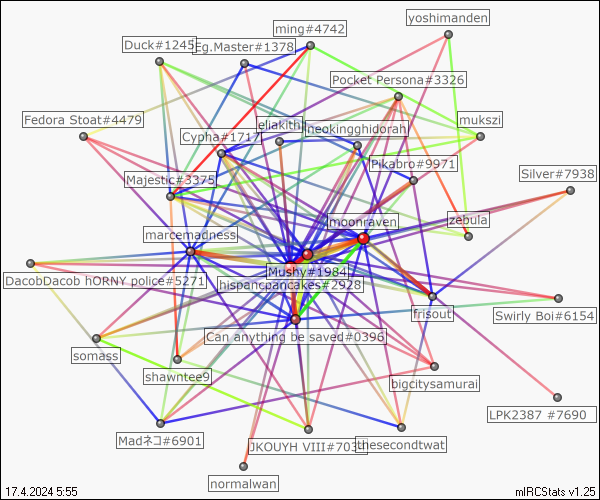 yoshimanden
ming#4742
Duck#1245
Eg.Master#1378
Pocket Persona#3326
Fedora Stoat#4479
mukszi
eliakith
neokingghidorah
Cypha#1717
Pikabro#9971
Silver#7938
Majestic#3375
moonraven
zebula
marcemadness
Mushy#1984
DacobDacob hORNY police#5271
hispancpancakes#2928
frisout
Swirly Boi#6154
Can anything be saved#0396
somass
shawntee9
bigcitysamurai
LPK2387 #7690
Madネコ#6901
JKOUYH VIII#703
thesecondtwat
normalwan
17.4.2024 5:55
mIRCStats v1.25